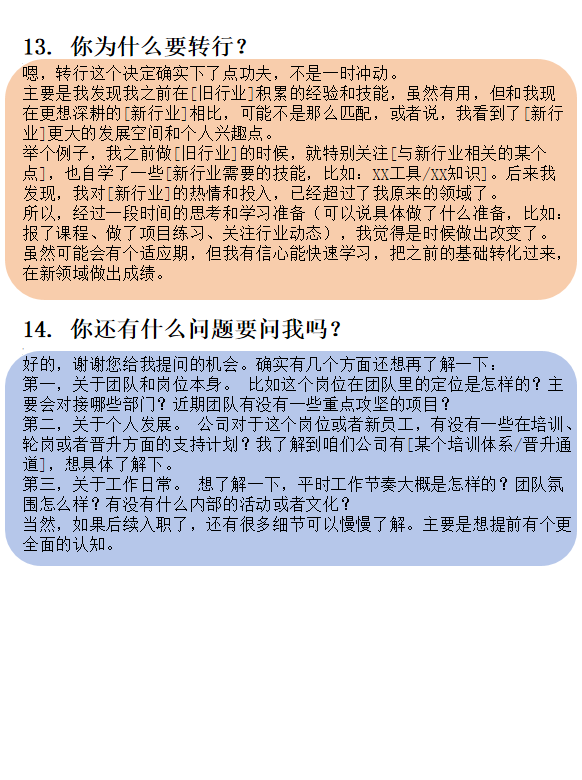 13. 你为什么要转行？
嗯，转行这个决定确实下了点功夫，不是一时冲动。
主要是我发现我之前在[旧行业]积累的经验和技能，虽然有用，但和我现
在更想深耕的[新行业]相比，可能不是那么匹配，或者说，我看到了[新行
业]更大的发展空间和个人兴趣点。
举个例子，我之前做[旧行业]的时候，就特别关注[与新行业相关的某个
点]，也自学了一些[新行业需要的技能，比如：XX工具/XX知识]。后来我
发现，我对[新行业]的热情和投入，已经超过了我原来的领域了。
所以，经过一段时间的思考和学习准备（可以说具体做了什么准备，比如：
报了课程、做了项目练习、关注行业动态），我觉得是时候做出改变了。
虽然可能会有个适应期，但我有信心能快速学习，把之前的基础转化过来，
在新领域做出成绩。
14. 你还有什么问题要问我吗？
好的，谢谢您给我提问的机会。确实有几个方面还想再了解一下：
第一，关于团队和岗位本身。 比如这个岗位在团队里的定位是怎样的？主
要会对接哪些部门？近期团队有没有一些重点攻坚的项目？
第二，关于个人发展。 公司对于这个岗位或者新员工，有没有一些在培训、
轮岗或者晋升方面的支持计划？我了解到咱们公司有[某个培训体系/晋升通
道]，想具体了解下。
第三，关于工作日常。 想了解一下，平时工作节奏大概是怎样的？团队氛
围怎么样？有没有什么内部的活动或者文化？
当然，如果后续入职了，还有很多细节可以慢慢了解。主要是想提前有个更
全面的认知。